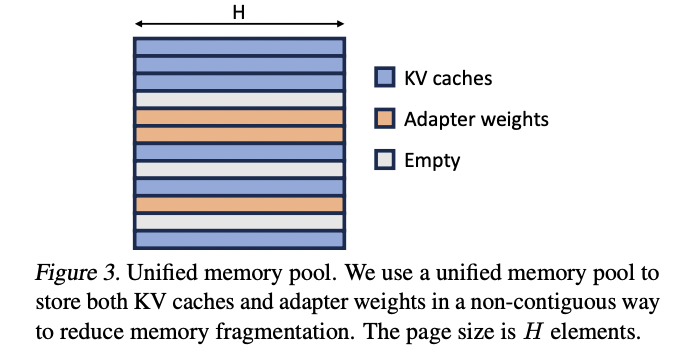 H
KV caches
Adapter weights
Empty
Figure 3. Unified memory pool. We use a unified memory pool to
store both KV caches and adapter weights in a non-contiguous way
to reduce memory fragmentation. The page size is H elements.